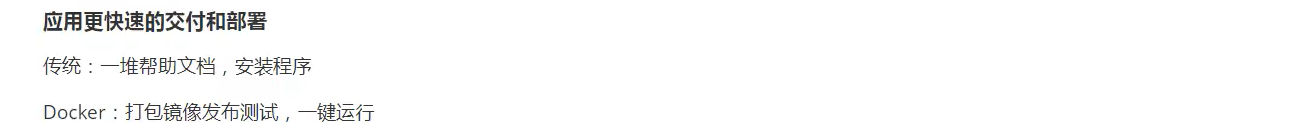 应用更快速的交付和部署
传统：一堆帮助文档，安装程序
Docker：打包镜像发布测试，一键运行